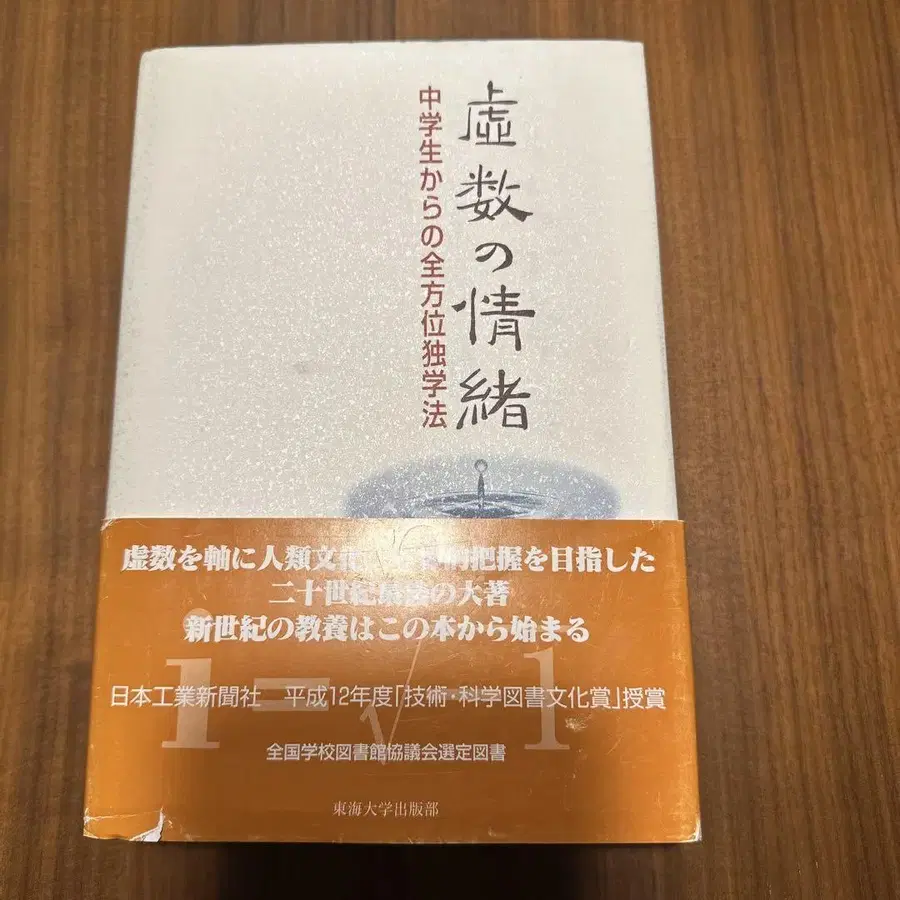 虚数の情緒
中学生からの全方位独学法
虚数を軸に人類文 的把握を目指した
二十世紀 の大著
新世紀の教養はこの本から始まる
i=√-1
日本工業新聞社 平成12年度「技術・科学図書文化賞」授賞
全国学校図書館協議会選定図書
東海大学出版部